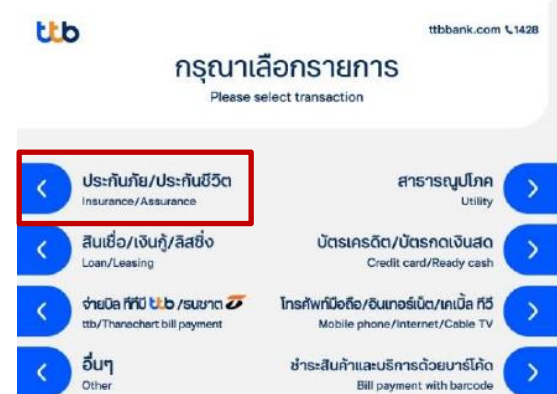 ttb
ttbbank.com 1428
กรุณาเลือกรายการ
Please select transaction
ประกันภัย/ประกันชีวิต
Insurance/Assurance
สาธารณูปโภค
Utility
สินเชื่อ/เงินกู้/ลิสซิ่ง
Loan/Leasing
บัตรเครดิต/บัตรกดเงินสด
Credit card/Ready cash
จ่ายบิล ทีทีบี ttb /ธนชาต
ttb/Thanachart bill payment
โทรศัพท์มือถือ/อินเทอร์เน็ต/เคเบิ้ล ทีวี
Mobile phone/Internet/Cable TV
อื่นๆ
Other
ชำระสินค้าและบริการด้วยบาร์โค้ด
Bill payment with barcode